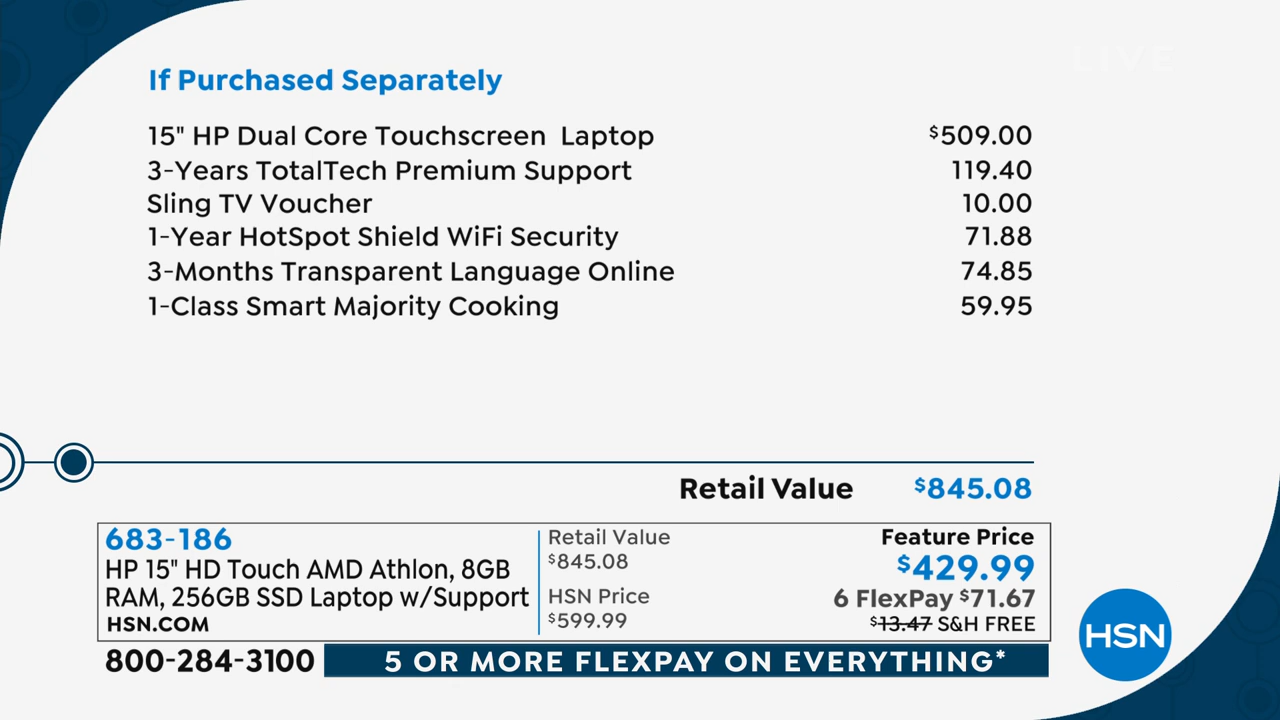 LIVE
If Purchased Separately
15" HP Dual Core Touchscreen Laptop $509.00
3-Years TotalTech Premium Support 119.40
Sling TV Voucher 10.00
1-Year HotSpot Shield WiFi Security 71.88
3-Months Transparent Language Online 74.85
1-Class Smart Majority Cooking 59.95
Retail Value $845.08
683-186
HP 15" HD Touch AMD Athlon, 8GB
RAM, 256GB SSD Laptop w/Support
HSN.COM
Retail Value
$845.08
HSN Price
$599.99
Feature Price
$429.99
6 FlexPay $71.67
$13.47 S&H FREE
HSN
800-284-3100
5 OR MORE FLEXPAY ON EVERYTHING*